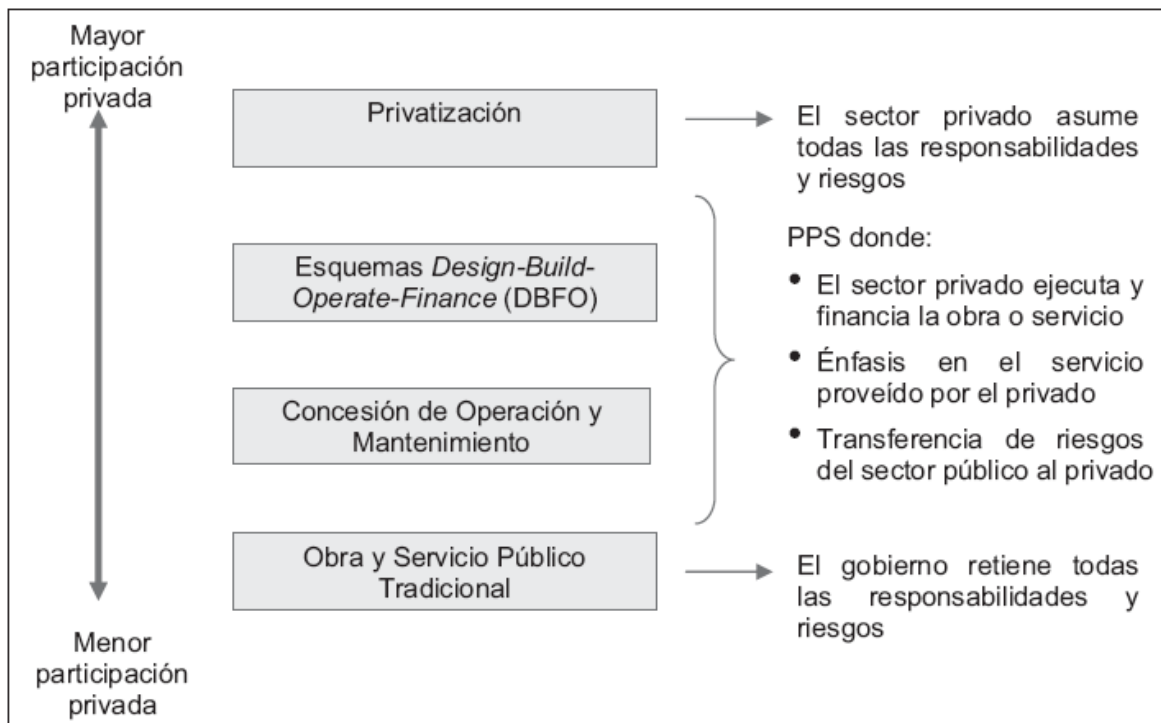 Mayor
participación
privada
Privatización
El sector privado asume
todas las responsabilidades
y riesgos
Esquemas Design-Build-
Operate-Finance (DBFO)
Concesión de Operación y
Mantenimiento
PPS donde:
• El sector privado ejecuta y
financia la obra o servicio
• Énfasis en el servicio
proveído por el privado
• Transferencia de riesgos
del sector público al privado
Obra y Servicio Público
Tradicional
El gobierno retiene todas
las responsabilidades y
riesgos
Menor
participación
privada